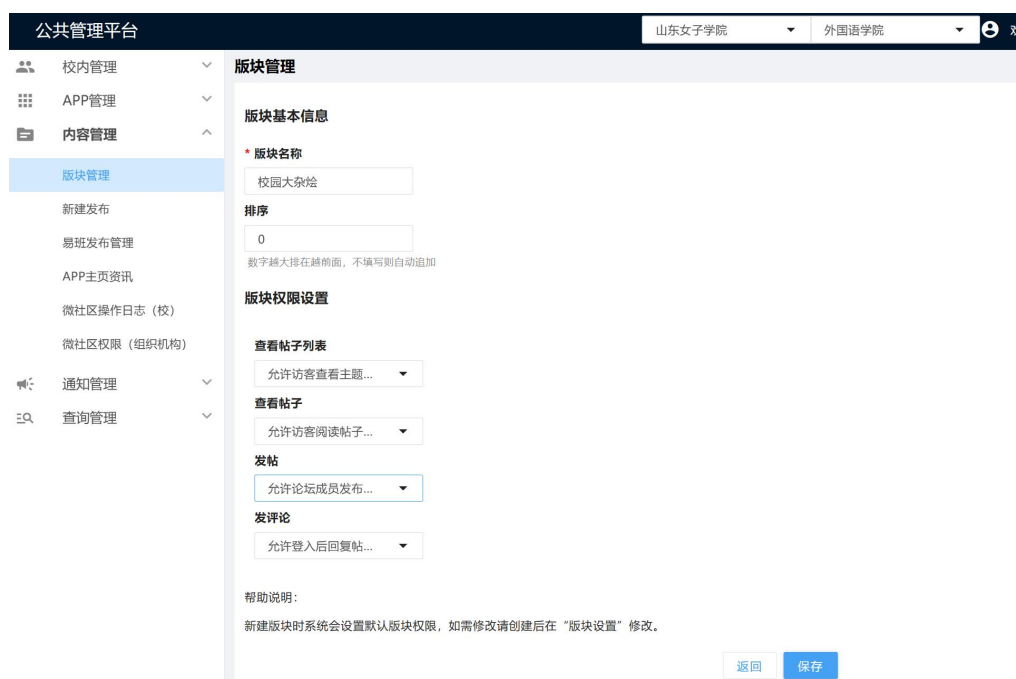 公共管理平台
山东女子学院
外国语学院
校内管理
APP管理
内容管理
版块管理
新建发布
易班发布管理
APP主页资讯
微社区操作日志（校）
微社区权限（组织机构）
通知管理
查询管理
版块管理
版块基本信息
* 版块名称
校园大杂烩
排序
0
数字越大排在越前面，不填写则自动追加
版块权限设置
查看帖子列表
允许访客查看主题...
查看帖子
允许访客阅读帖子...
发帖
允许论坛成员发布...
发评论
允许登入后回复帖...
帮助说明：
新建版块时系统会设置默认版块权限，如需修改请创建后在“版块设置”修改。
返回
保存